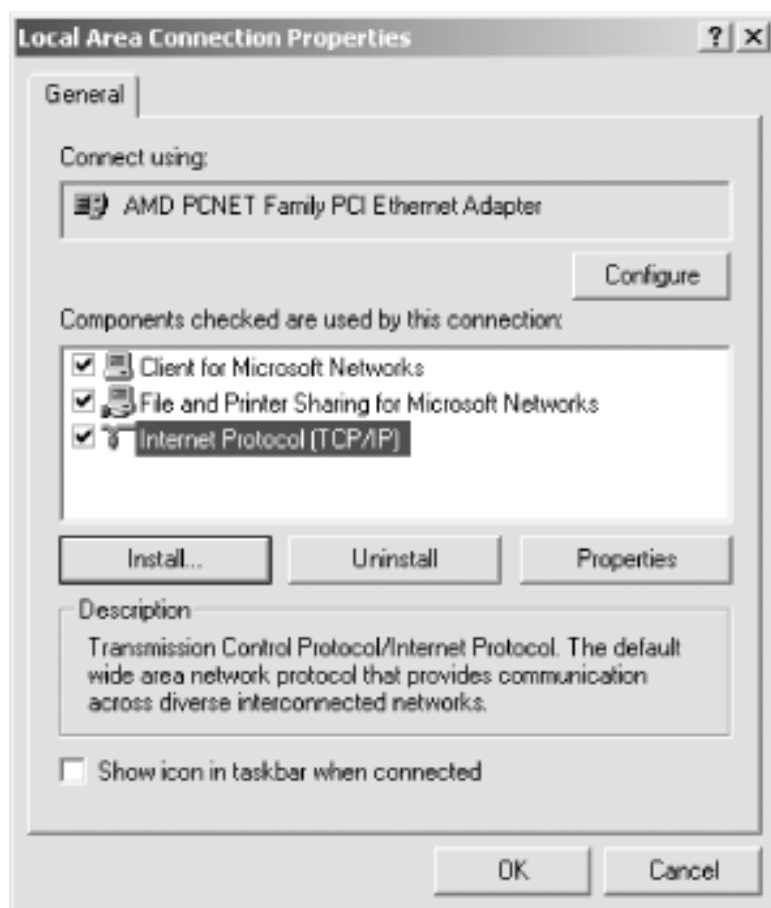 Local Area Connection Properties
General
Connect using:
AMD PCNET Family PCI Ethernet Adapter
Configure
Components checked are used by this connection:
Client for Microsoft Networks
File and Printer Sharing for Microsoft Networks
Internet Protocol (TCP/IP)
Install... Uninstall Properties
Description
Transmission Control Protocol/Internet Protocol. The default
wide area network protocol that provides communication
across diverse interconnected networks.
Show icon in taskbar when connected
OK Cancel